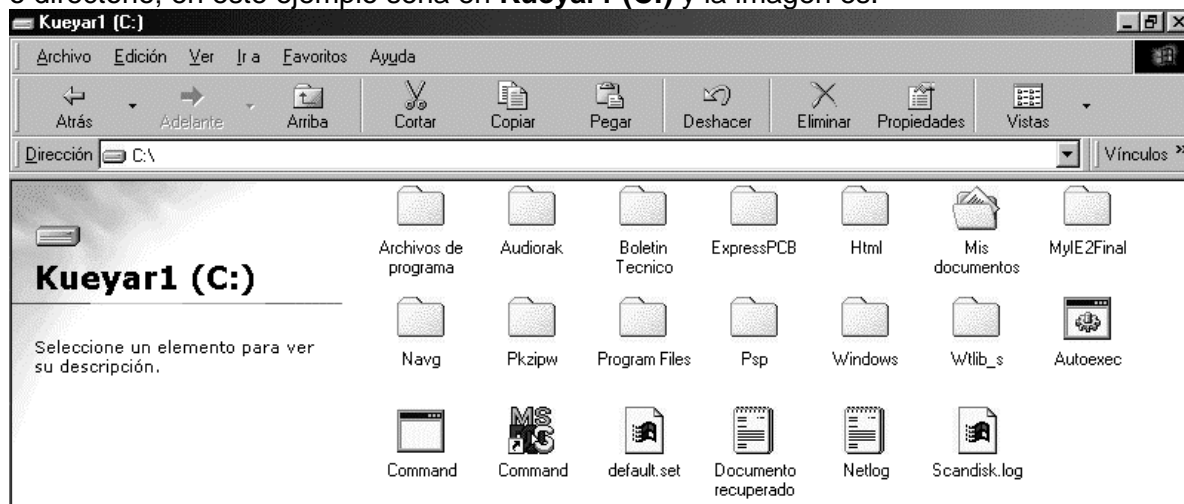 o directorio, en este ejemplo sería en Kueyar1 (C:) y la imagen es:
Kueyar1 (C:)
Archivo Edición Ver Ir a Favoritos Ayuda
Atrás Adelante Arriba Cortar Copiar Pegar Deshacer Eliminar Propiedades Vistas
Dirección C:\ Vínculos »
Kueyar1 (C:)
Seleccione un elemento para ver
su descripción.
Archivos de Audiorak Boletin ExpressPCB Html Mis MyIE2Final
programa Tecnico documentos
Navg Pkzipw Program Files Psp Windows Wtlib_s Autoexec
MS
Command Command default.set Documento Netlog Scandisk.log
recuperado